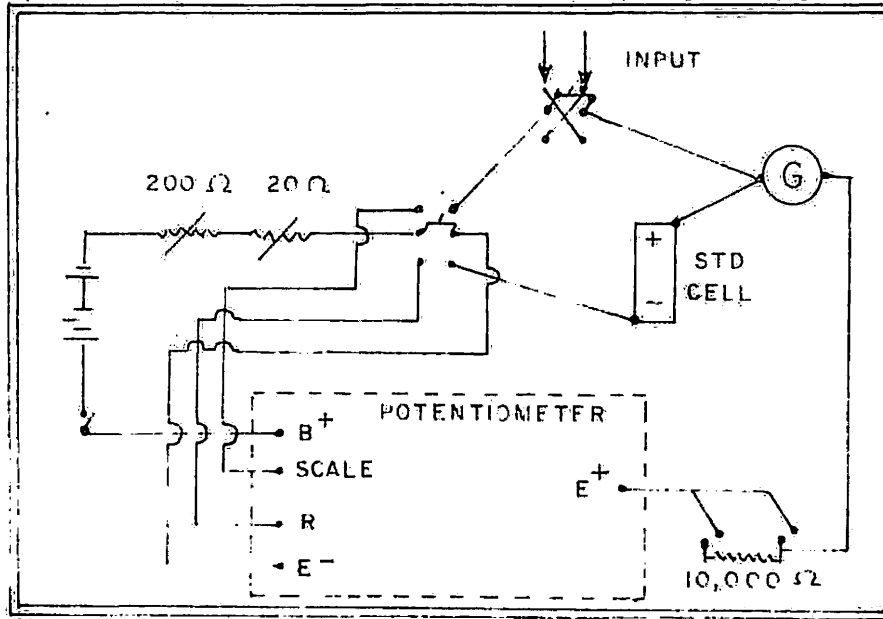 INPUT
200 Ω 20 Ω
G
+
STD
CELL
−
POTENTIOMETER
B+
SCALE
E+
R
E−
10,000 Ω